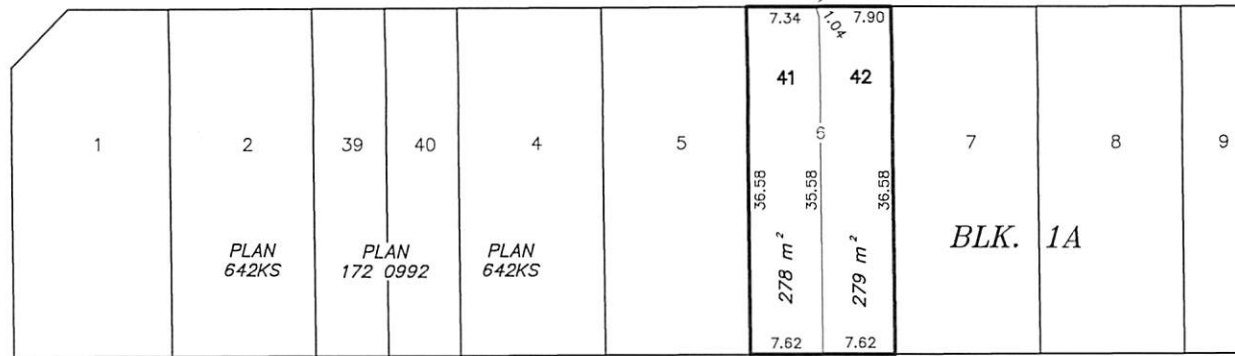 7.34 1.04 7.90
41 42
1 2 39 40 4 5 6 7 8 9
36.58 35.58 36.58
PLAN PLAN PLAN BLK. 1A
642KS 172 0992 642KS
278 m² 279 m²
7.62 7.62